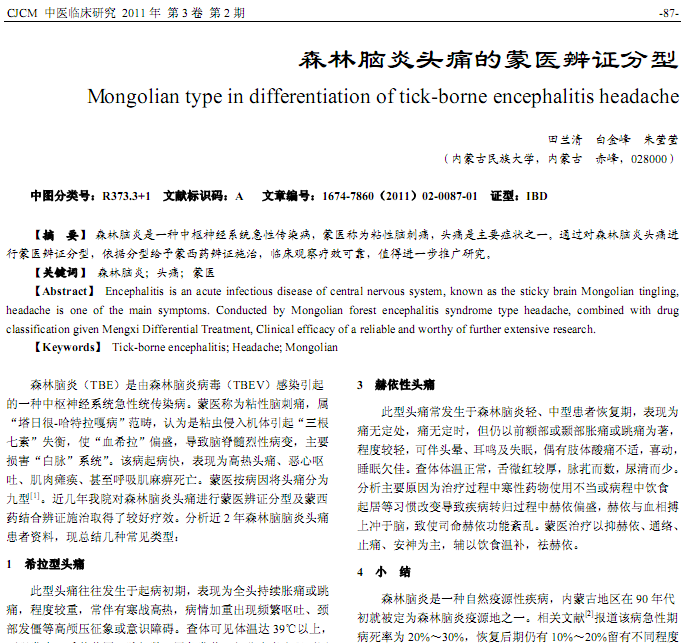 CJCM 中医临床研究 2011 年 第 3 卷 第 2 期 -87-
森林脑炎头痛的蒙医辨证分型
Mongolian type in differentiation of tick-borne encephalitis headache
田兰清 白金峰 朱莹莹
（内蒙古民族大学，内蒙古 赤峰，028000）
中图分类号：R373.3+1 文献标识码：A 文章编号：1674-7860（2011）02-0087-01 证型：IBD
【摘 要】 森林脑炎是一种中枢神经系统急性传染病，蒙医称为粘性脑刺痛，头痛是主要症状之一。通过对森林脑炎头痛进
行蒙医辨证分型，依据分型给予蒙西药辨证施治，临床观察疗效可靠，值得进一步推广研究。
【关键词】 森林脑炎；头痛；蒙医
【Abstract】 Encephalitis is an acute infectious disease of central nervous system, known as the sticky brain Mongolian tingling,
headache is one of the main symptoms. Conducted by Mongolian forest encephalitis syndrome type headache, combined with drug
classification given Mengxi Differential Treatment, Clinical efficacy of a reliable and worthy of further extensive research.
【Keywords】 Tick-borne encephalitis; Headache; Mongolian
森林脑炎（TBE）是由森林脑炎病毒（TBEV）感染引起
的一种中枢神经系统急性统传染病。蒙医称为粘性脑刺痛，属
“塔日很-哈特拉嘎病”范畴，认为是粘虫侵入机体引起“三根
七素”失衡，使“血希拉”偏盛，导致脑脊髓烈性病变，主要
损害“白脉”系统”。该病起病快，表现为高热头痛、恶心呕
吐、肌肉瘫痪、甚至呼吸肌麻痹死亡。蒙医按病因将头痛分为
九型[1]。近几年我院对森林脑炎头痛进行蒙医辨证分型及蒙西
药结合辨证施治取得了较好疗效。分析近 2 年森林脑脑炎头痛
患者资料，现总结几种常见类型：
1 希拉型头痛
此型头痛往往发生于起病初期，表现为全头持续胀痛或跳
痛，程度较重，常伴有寒战高热，病情加重出现频繁呕吐、颈
部发僵等高颅压征象或意识障碍。查体可见体温达 39℃以上，
3 赫依性头痛
此型头痛常发生于森林脑炎轻、中型患者恢复期，表现为
痛无定处，痛无定时，但仍以前额部或颞部胀痛或跳痛为著，
程度较轻，可伴头晕、耳鸣及失眠，偶有肢体酸痛不适，喜动，
睡眠欠佳。查体体温正常，舌微红较厚，脉扎而数，尿清而少。
分析主要原因为治疗过程中寒性药物使用不当或病程中饮食
起居等习惯改变导致疾病转归过程中赫依偏盛，赫依与血相搏
上冲于脑，致使司命赫依功能紊乱。蒙医治疗以抑赫依、通络、
止痛、安神为主，辅以饮食温补，祛赫依。
4 小 结
森林脑炎是一种自然疫源性疾病，内蒙古地区在 90 年代
初就被定为森林脑炎疫源地之一。相关文献[2]报道该病急性期
病死率为 20%～30%，恢复后期仍有 10%～20%留有不同程度